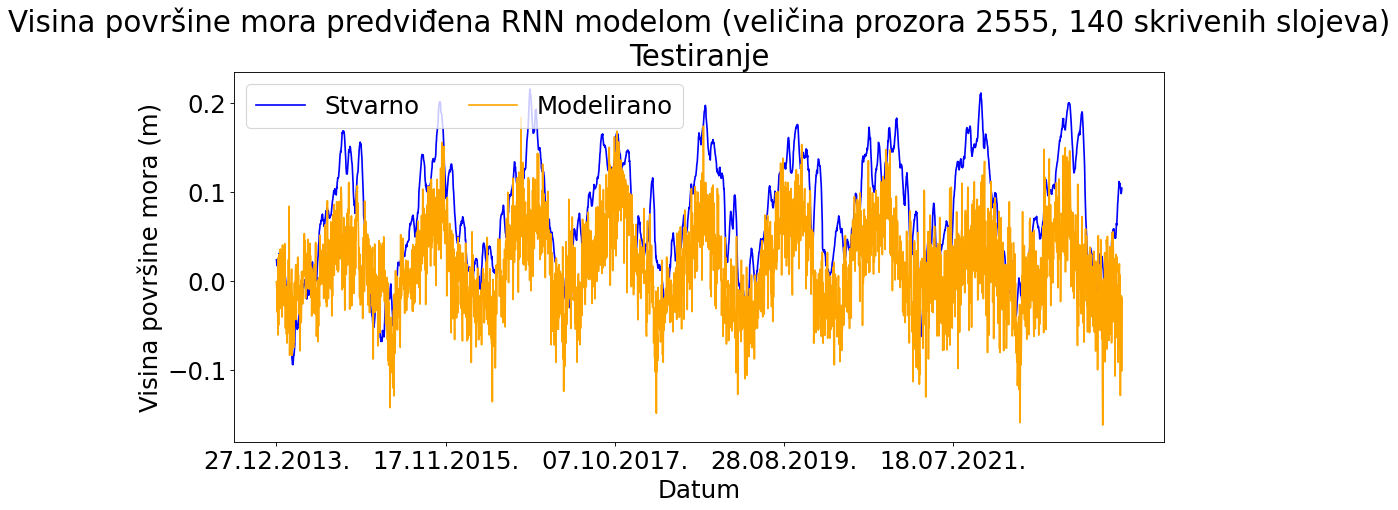 Visina površine mora predviđena RNN modelom (veličina prozora 2555, 140 skrivenih slojeva)
Testiranje
Stvarno
Modelirano
Visina površine mora (m)
0.2
0.1
0.0
−0.1
27.12.2013.
17.11.2015.
07.10.2017.
28.08.2019.
18.07.2021.
Datum